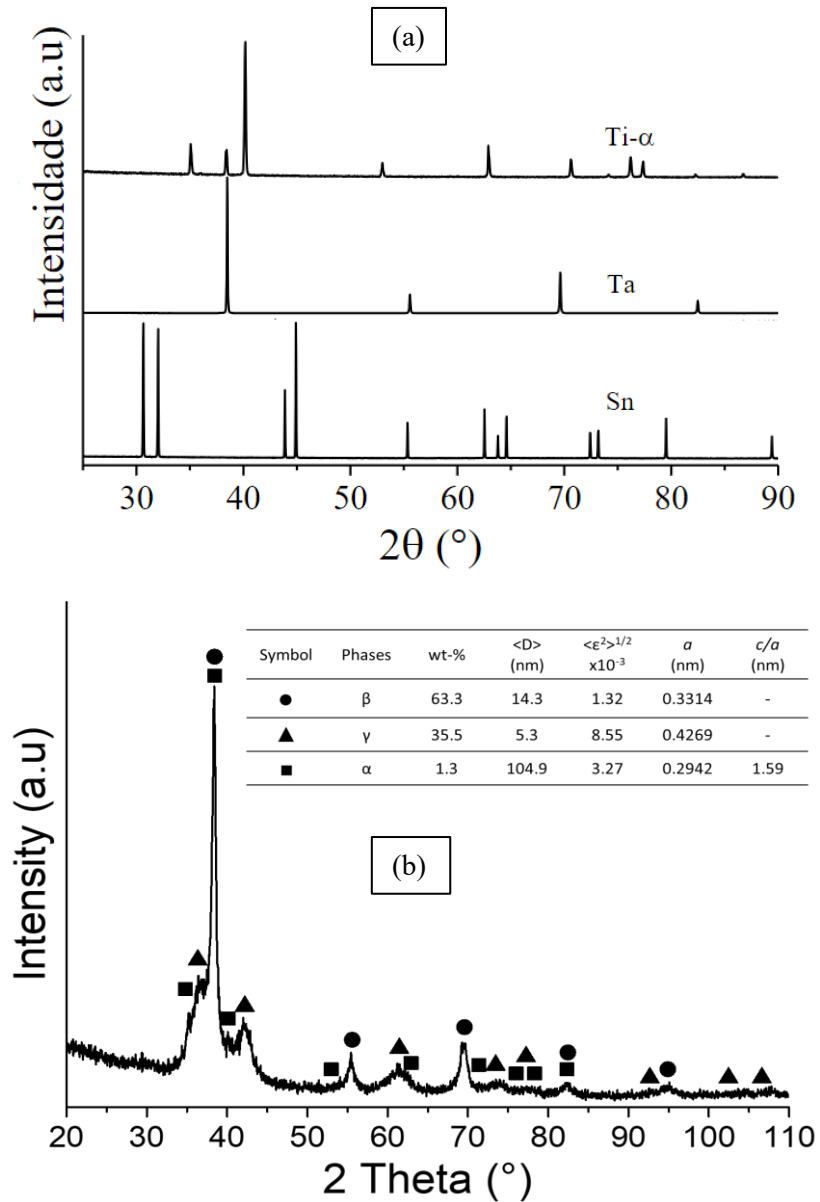 (a)
Intensidade (a.u)
Ti-α
Ta
Sn
30 40 50 60 70 80 90
2θ (°)
Symbol Phases wt-% <D> (nm) <ε²>¹/² x10⁻³ a (nm) c/a (nm)
● β 63.3 14.3 1.32 0.3314 -
▲ γ 35.5 5.3 8.55 0.4269 -
■ α 1.3 104.9 3.27 0.2942 1.59
(b)
Intensity (a.u)
20 30 40 50 60 70 80 90 100 110
2 Theta (°)